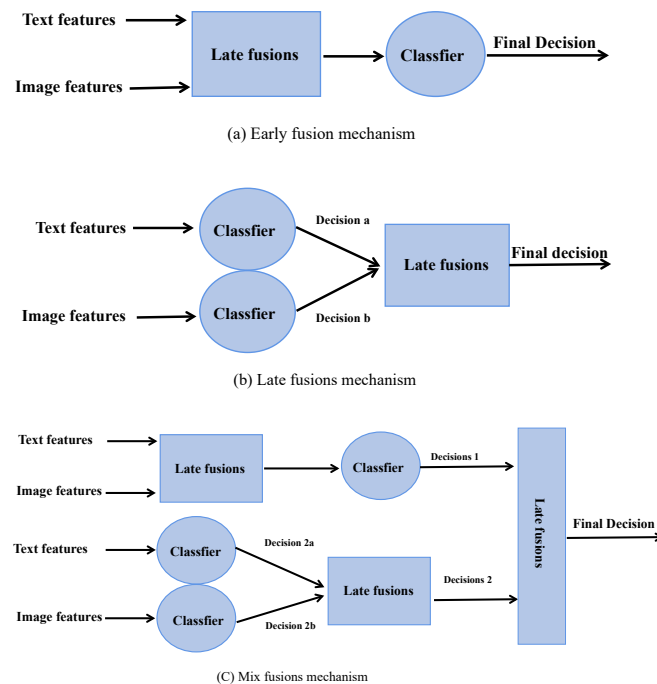 Text features
Late fusions
Classfier
Final Decision
Image features
(a) Early fusion mechanism
Text features
Classfier
Decision a
Late fusions
Final decision
Image features
Classfier
Decision b
(b) Late fusions mechanism
Text features
Late fusions
Classfier
Decisions 1
Image features
Late fusions
Final Decision
Text features
Classfier
Decision 2a
Late fusions
Decisions 2
Image features
Classfier
Decision 2b
(C) Mix fusions mechanism